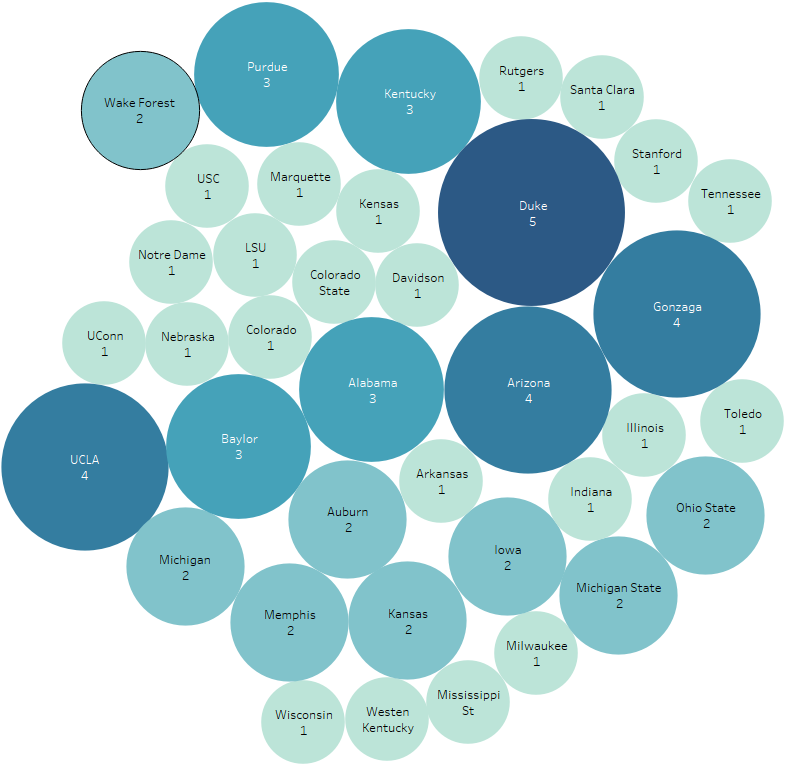 Purdue
3
Kentucky
3
Rutgers
1
Santa Clara
1
Wake Forest
2
Stanford
1
Tennessee
1
USC
1
Marquette
1
Kensas
1
Duke
5
Notre Dame
1
LSU
1
Colorado
State
Davidson
1
Gonzaga
4
UConn
1
Nebraska
1
Colorado
1
Alabama
3
Arizona
4
Toledo
1
Illinois
1
UCLA
4
Baylor
3
Arkansas
1
Indiana
1
Ohio State
2
Auburn
2
Iowa
2
Michigan
2
Michigan State
2
Memphis
2
Kansas
2
Milwaukee
1
Mississippi
St
Wisconsin
1
Westen
Kentucky